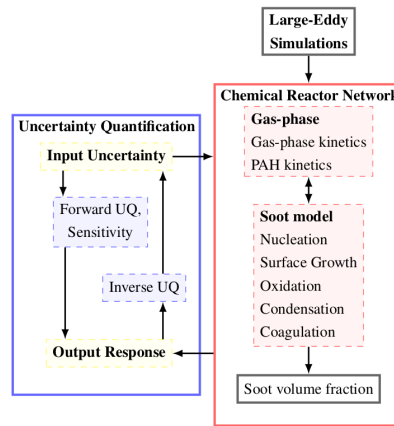 Large-Eddy
Simulations
Chemical Reactor Network
Gas-phase
Gas-phase kinetics
PAH kinetics
Soot model
Nucleation
Surface Growth
Oxidation
Condensation
Coagulation
Soot volume fraction
Uncertainty Quantification
Input Uncertainty
Forward UQ,
Sensitivity
Inverse UQ
Output Response